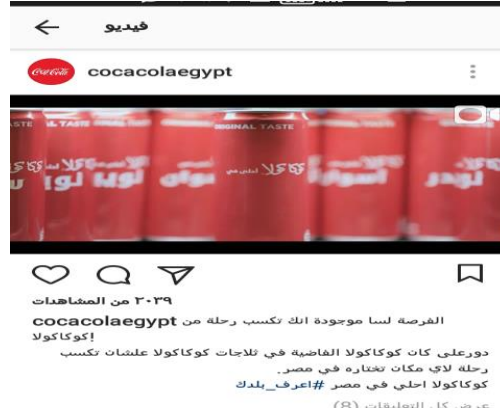 فيديو
Coca-Cola
cocacolaegypt
ORIGINAL TASTE
كوكاكولا أحلى في
أسوان
٢٠٣٩ من المشاهدات
cocacolaegypt الفرصة لسا موجودة انك تكسب رحلة من
كوكاكولا!
دورعلى كان كوكاكولا الفاضية في ثلاجات كوكاكولا علشان تكسب
رحلة لاي مكان تختاره في مصر.
كوكاكولا احلي في مصر #اعرف_بلدك
عرض كل التعليقات (8)